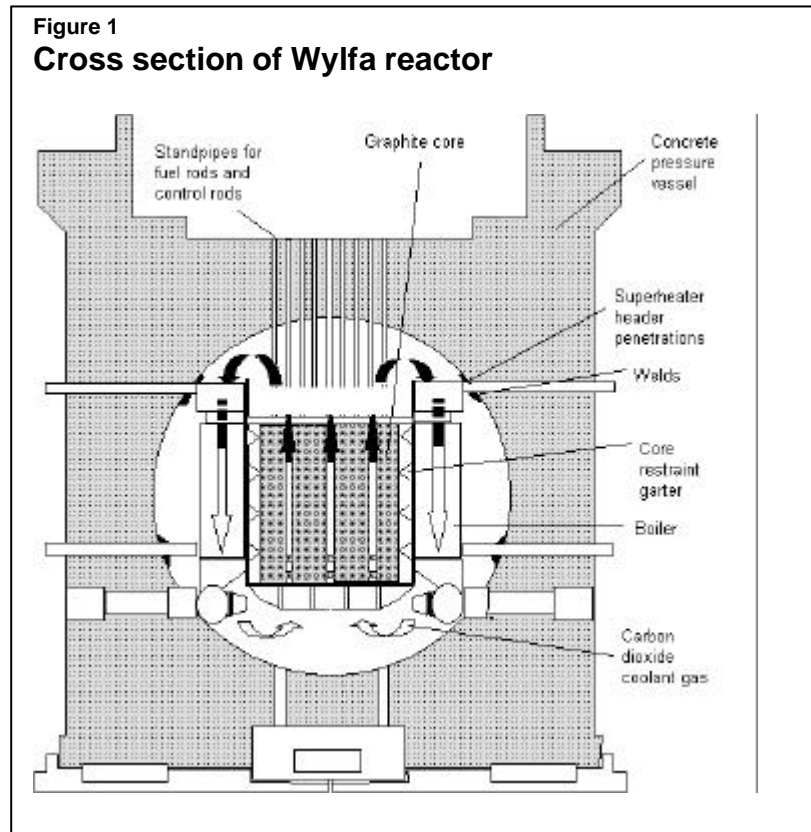 Figure 1
Cross section of Wylfa reactor
Standpipes for
fuel rods and
control rods
Graphite core
Concrete
pressure
vessel
Superheater
header
penetrations
Welds
Core
restraint
garter
Boiler
Carbon
dioxide
coolant gas